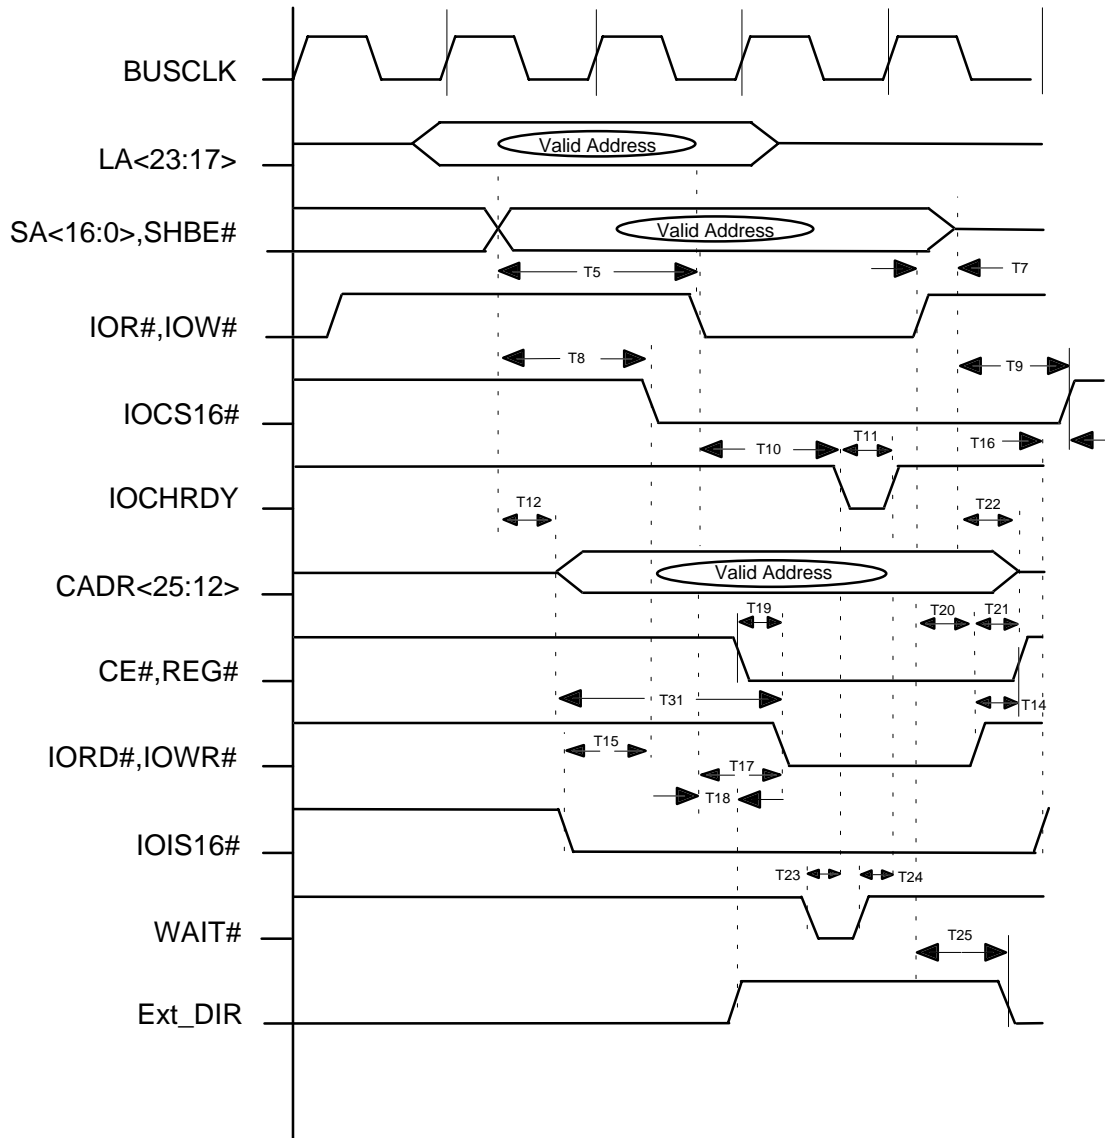 BUSCLK
LA<23:17>
Valid Address
SA<16:0>,SHBE#
Valid Address
T5
T7
IOR#,IOW#
T8
T9
IOCS16#
T10
T11
T16
IOCHRDY
T12
T22
CADR<25:12>
Valid Address
T19
T20
T21
CE#,REG#
T31
T14
IORD#,IOWR#
T15
T17
T18
IOIS16#
T23
T24
WAIT#
T25
Ext_DIR